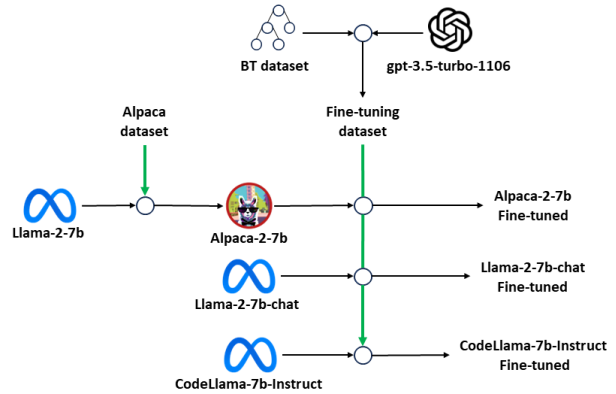 BT dataset
gpt-3.5-turbo-1106
Alpaca
dataset
Fine-tuning
dataset
Llama-2-7b
Alpaca-2-7b
Alpaca-2-7b
Fine-tuned
Llama-2-7b-chat
Llama-2-7b-chat
Fine-tuned
CodeLlama-7b-Instruct
CodeLlama-7b-Instruct
Fine-tuned